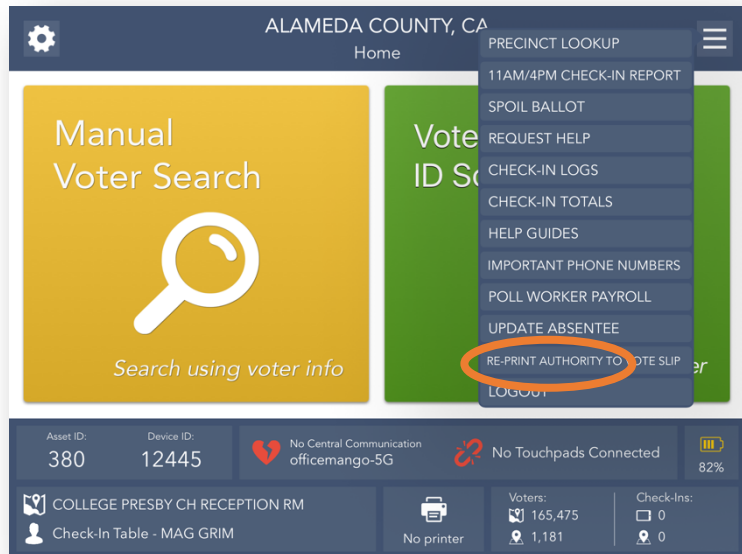 ALAMEDA COUNTY, CA
Home
PRECINCT LOOKUP
11AM/4PM CHECK-IN REPORT
SPOIL BALLOT
REQUEST HELP
CHECK-IN LOGS
CHECK-IN TOTALS
HELP GUIDES
IMPORTANT PHONE NUMBERS
POLL WORKER PAYROLL
UPDATE ABSENTEE
RE-PRINT AUTHORITY TO VOTE SLIP
LOGOUT
Manual
Voter Search
Search using voter info
Vote
ID Sc
er
Asset ID:
380
Device ID:
12445
No Central Communication
officemango-5G
No Touchpads Connected
82%
COLLEGE PRESBY CH RECEPTION RM
Check-In Table - MAG GRIM
No printer
Voters:
165,475
1,181
Check-Ins:
0
0